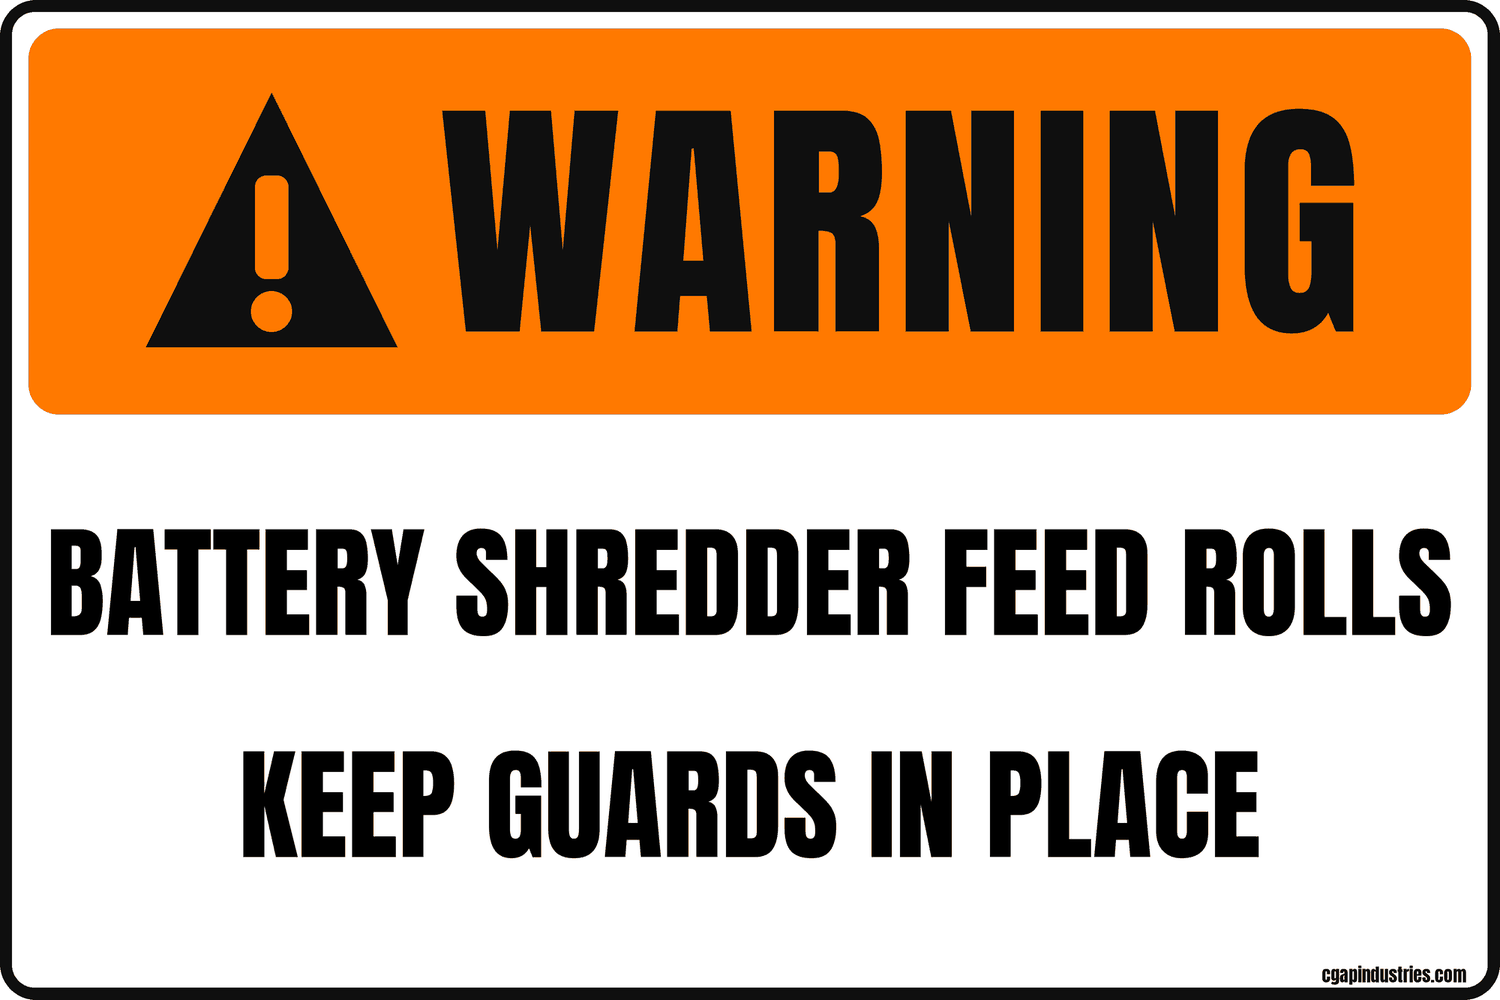 WARNING
BATTERY SHREDDER FEED ROLLS
KEEP GUARDS IN PLACE
cgapindustries.com